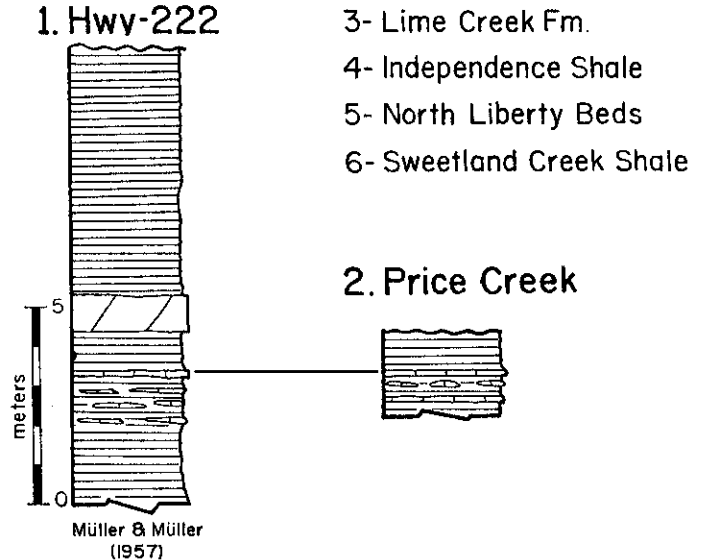 1. Hwy-222
3- Lime Creek Fm.
4- Independence Shale
5- North Liberty Beds
6- Sweetland Creek Shale
2. Price Creek
5
meters
0
Müller & Müller
(1957)